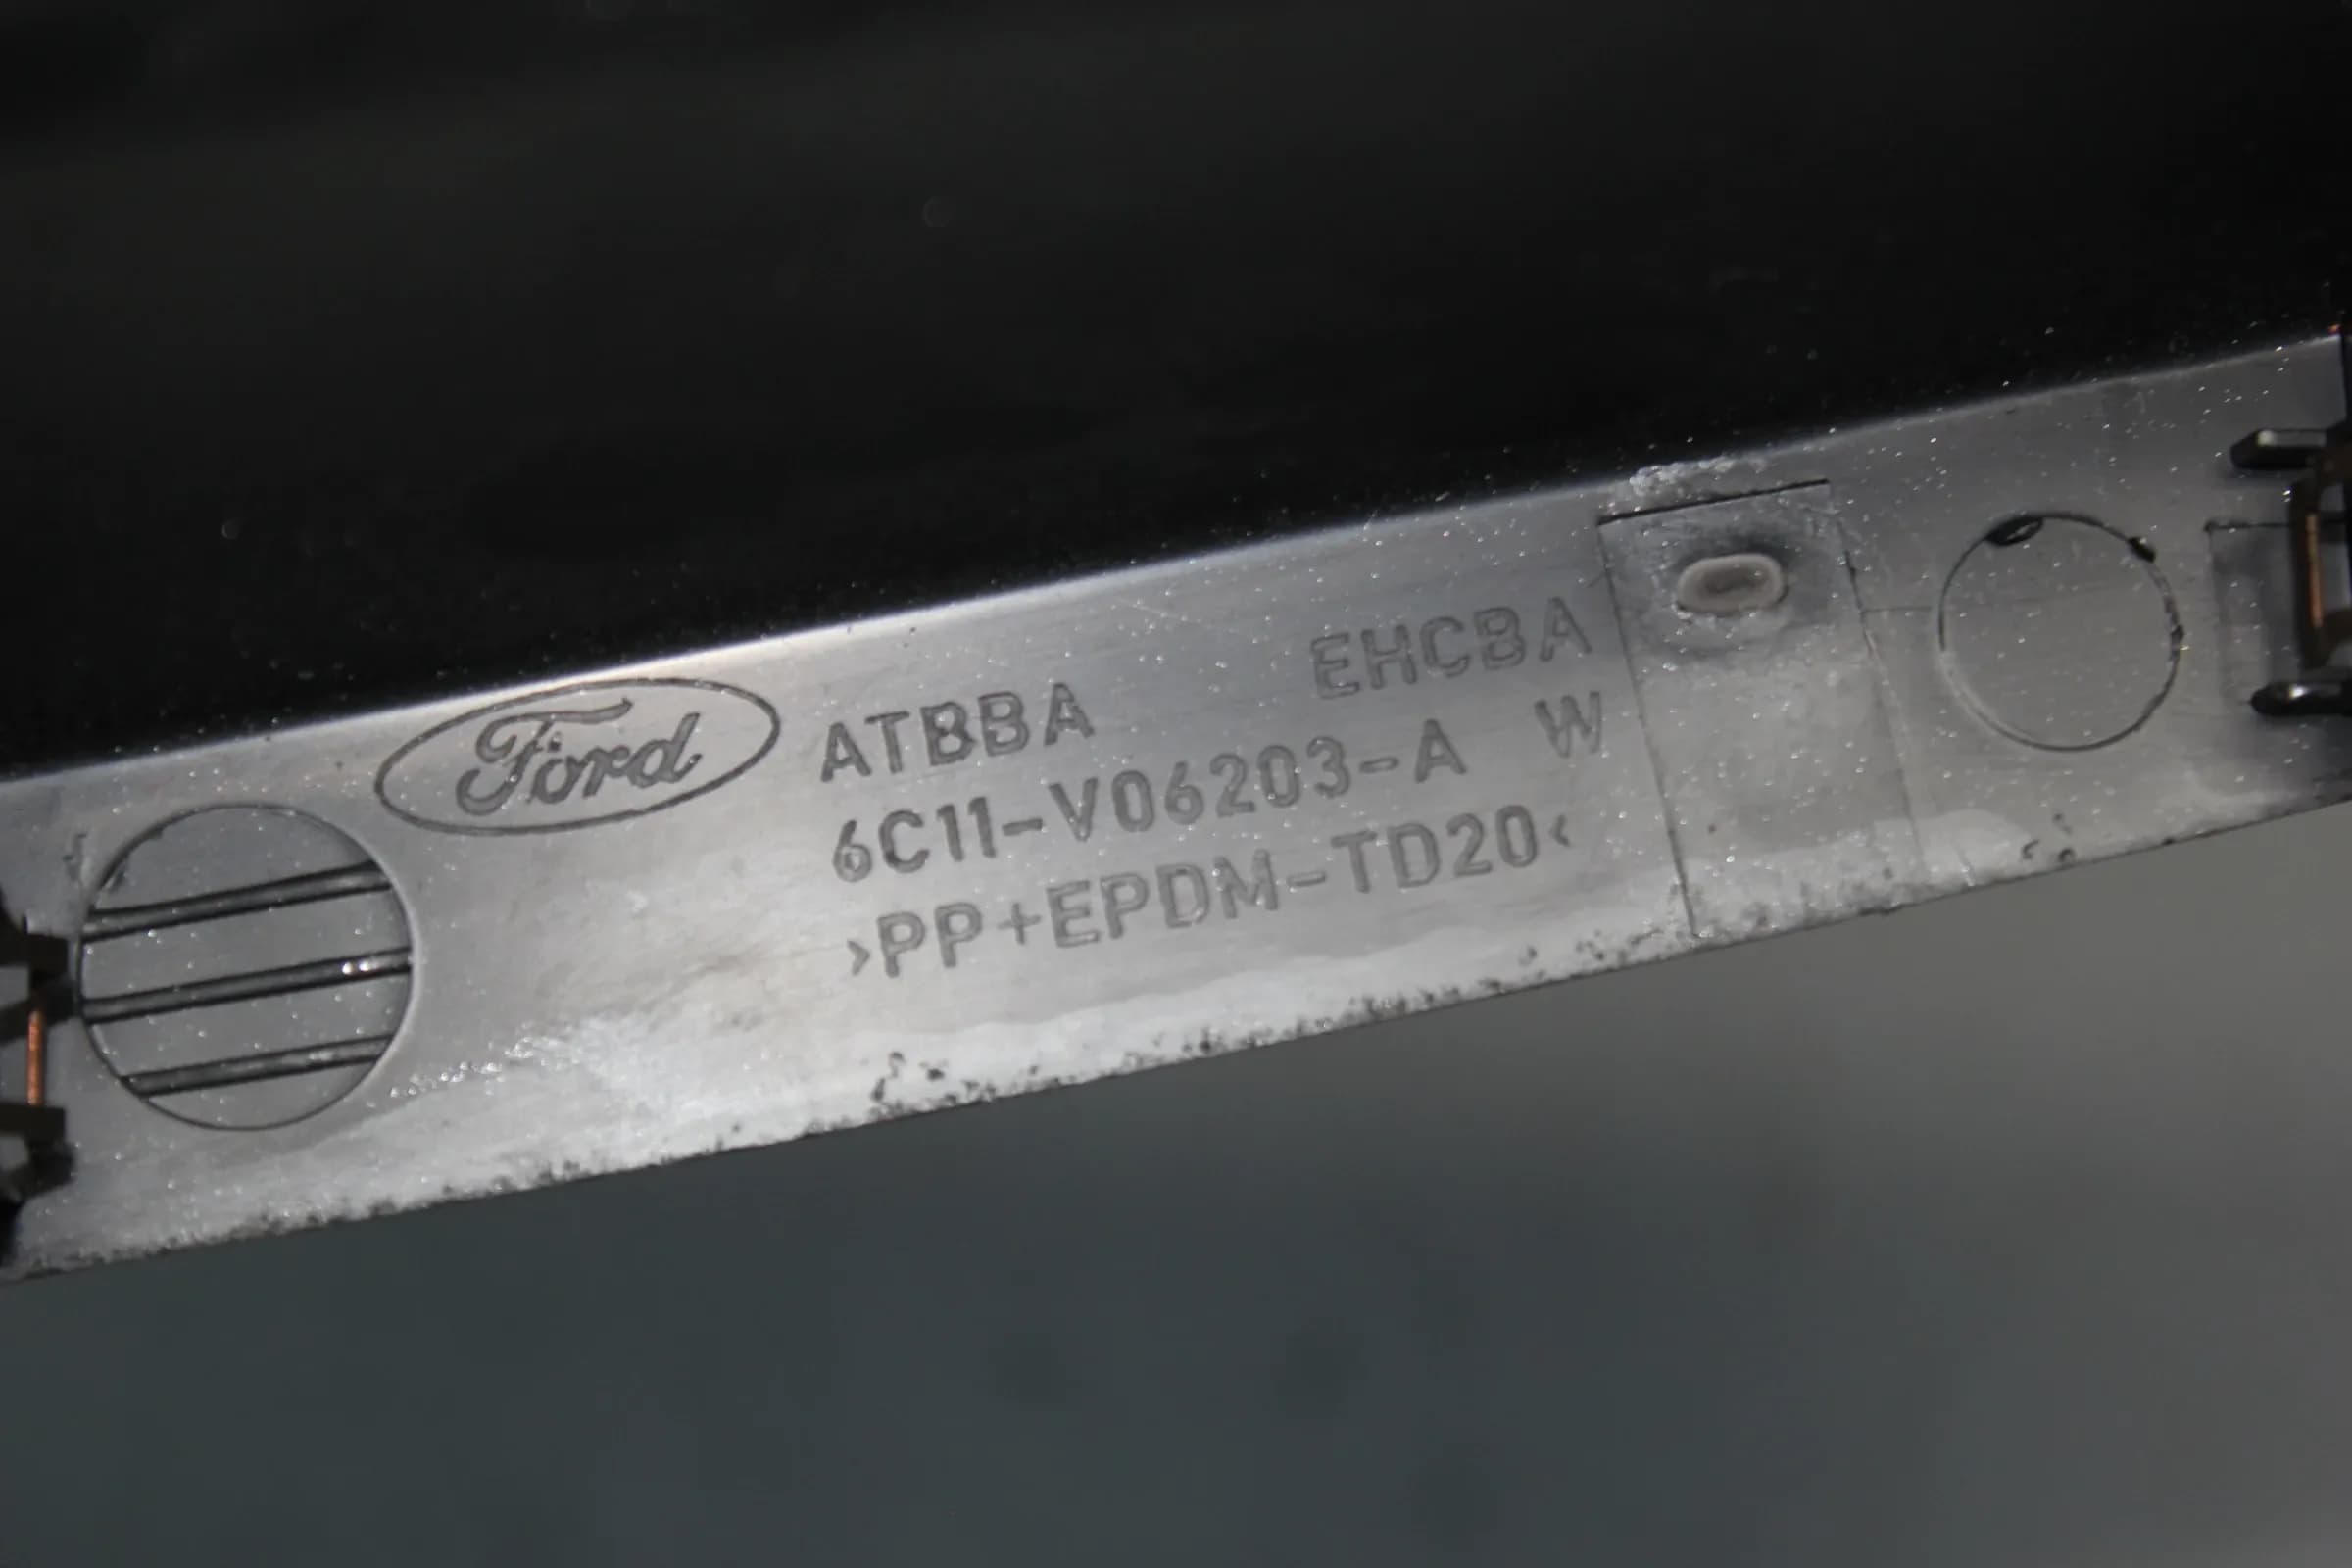 Ford
ATBBA EHCBA
6C11-V06203-A W
>PP+EPDM-TD20<